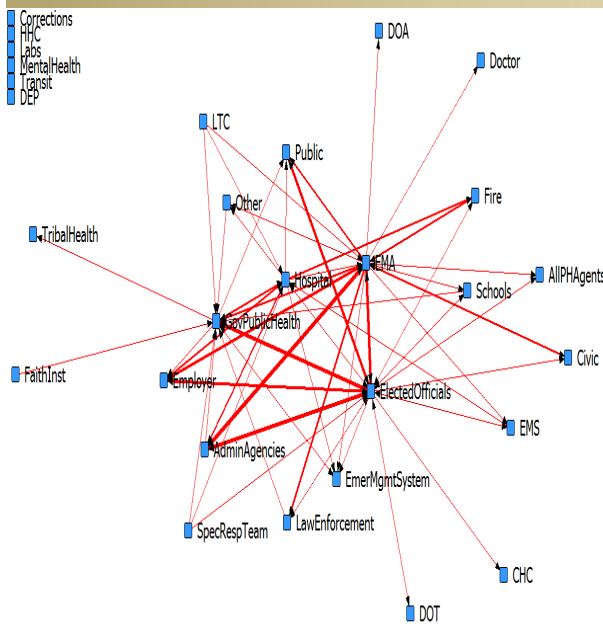 Corrections
HHC
Labs
MentalHealth
Transit
DEP
DOA
Doctor
LTC
Public
Other
Fire
TribalHealth
EMA
Hospital
AllPHAgents
Schools
GovPublicHealth
Civic
FaithInst
Employer
ElectedOfficials
EMS
AdminAgencies
EmerMgmtSystem
SpecRespTeam
LawEnforcement
CHC
DOT